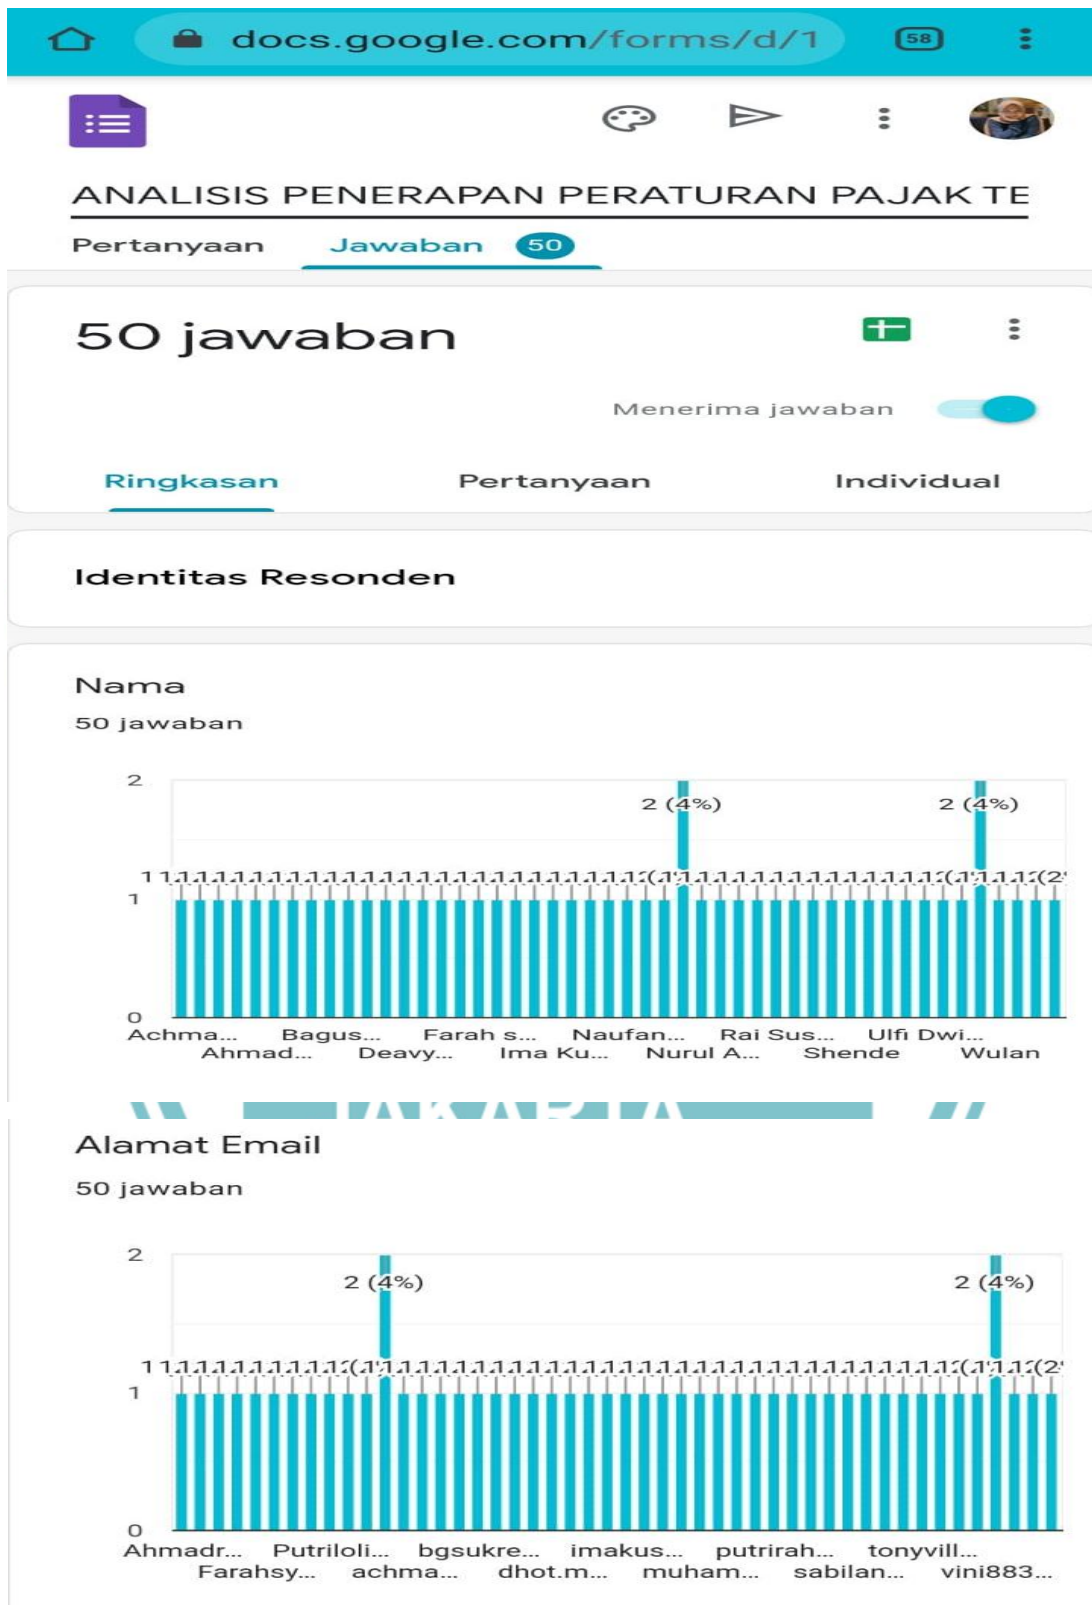 docs.google.com/forms/d/1 58
ANALISIS PENERAPAN PERATURAN PAJAK TE
Pertanyaan Jawaban 50
50 jawaban
Menerima jawaban
Ringkasan Pertanyaan Individual
Identitas Resonden
Nama
50 jawaban
2
2 (4%) 2 (4%)
1
0
Achma... Bagus... Farah s... Naufan... Rai Sus... Ulfi Dwi...
Ahmad... Deavy... Ima Ku... Nurul A... Shende Wulan
JAKARTA
Alamat Email
50 jawaban
2
2 (4%) 2 (4%)
1
0
Ahmadr... Putriloli... bgsukre... imakus... putrirah... tonyvill...
Farahsy... achma... dhot.m... muham... sabilan... vini883...